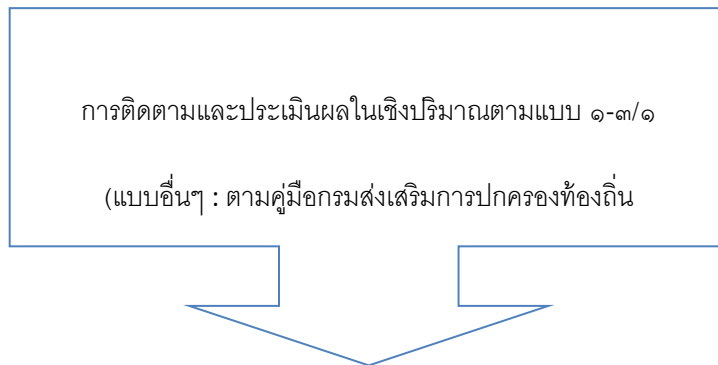 การติดตามและประเมินผลในเชิงปริมาณตามแบบ ๑-๓/๑
(แบบอื่นๆ : ตามคู่มือกรมส่งเสริมการปกครองท้องถิ่น